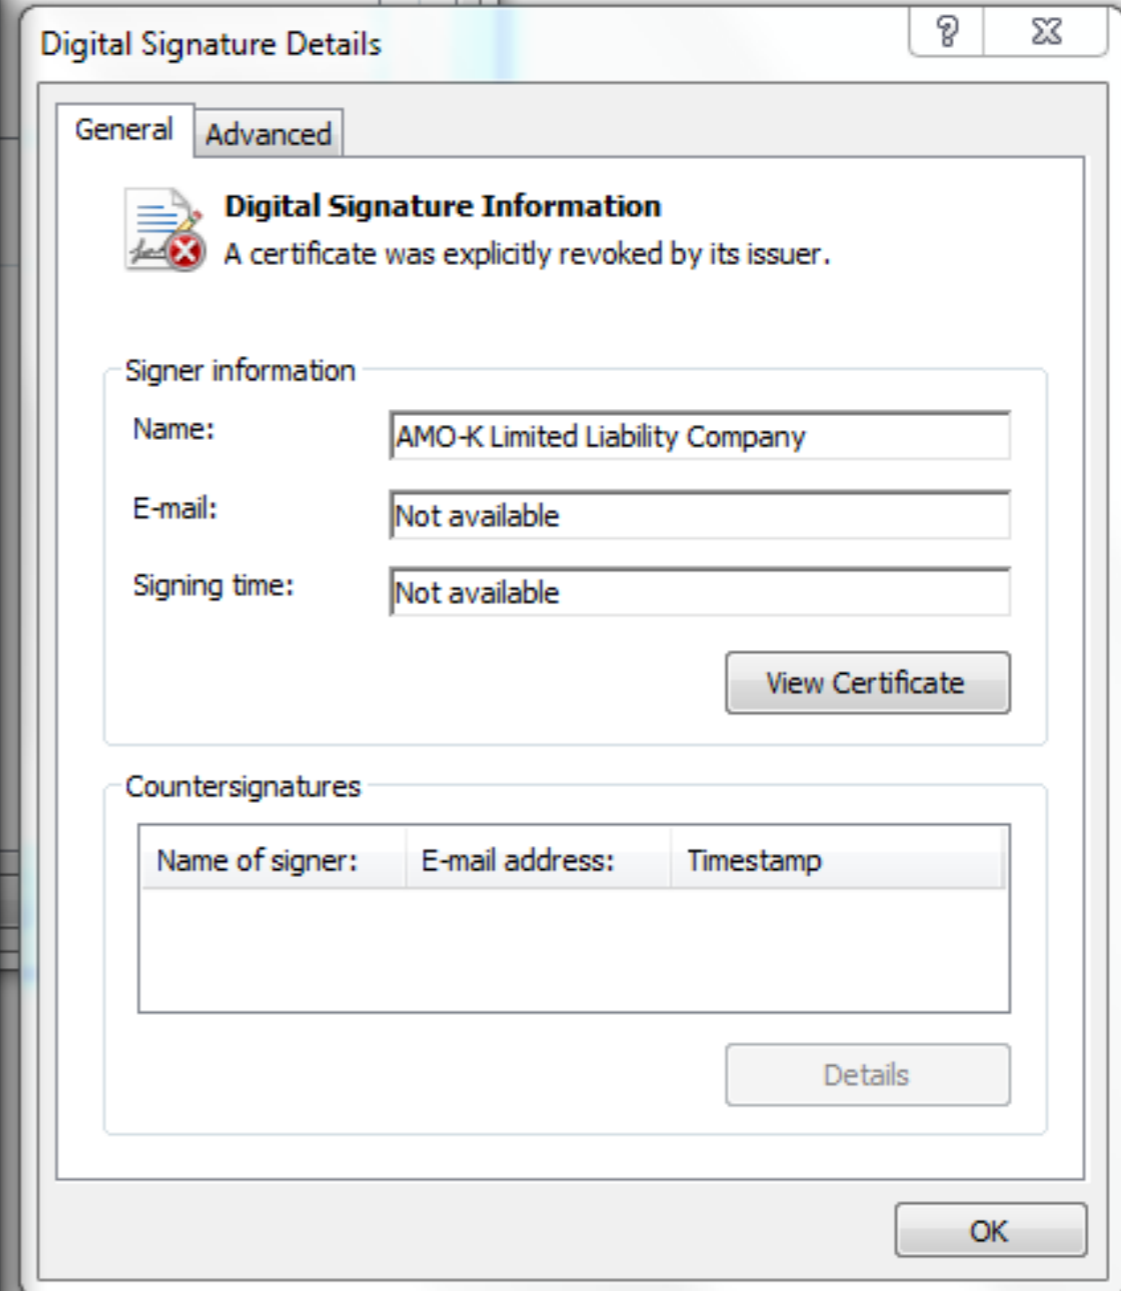 Digital Signature Details
General
Advanced
Digital Signature Information
A certificate was explicitly revoked by its issuer.
Signer information
Name:
AMO-K Limited Liability Company
E-mail:
Not available
Signing time:
Not available
View Certificate
Countersignatures
Name of signer:
E-mail address:
Timestamp
Details
OK